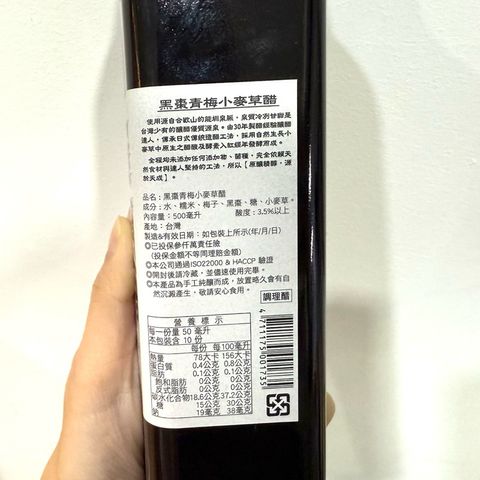 黑棗青梅小麥草醋
使用源自合歡山的能圳泉脈，泉質冷冽甘甜是
台灣少有的釀醋優質源泉。由30年製醋經驗釀醋
達人，傳承日式傳統造醋工法，採用自然生長小
麥草中原生之醋酸及酵素入缸經年發酵而成。
全程均未添加任何添加物、菌種，完全依賴天
然食材與達人堅持的工法，所以【原釀精醇，源
於天成】。
品名：黑棗青梅小麥草醋
成分：水、糯米、梅子、黑棗、糖、小麥草。
內容量：500毫升 酸度：3.5%以上
產地：台灣
製造&有效日期：如包裝上所示(年/月/日)
◎已投保參仟萬責任險
(投保金額不等同理賠金額)
◎本公司通過ISO22000 & HACCP 驗證
◎開封後請冷藏，並儘速使用完畢。
◎本產品為手工純釀而成，放置略久會有自
然沉澱產生，敬請安心食用。
調理醋
營養標示
每一份量 50 毫升
本包裝含 10 份
每份 每100毫升
熱量 78大卡 156大卡
蛋白質 0.4公克 0.8公克
脂肪 0.1公克 0.1公克
飽和脂肪 0公克 0公克
反式脂肪 0公克 0公克
碳水化合物 18.6公克 37.2公克
糖 15公克 30公克
鈉 19毫克 38毫克
4711175001735